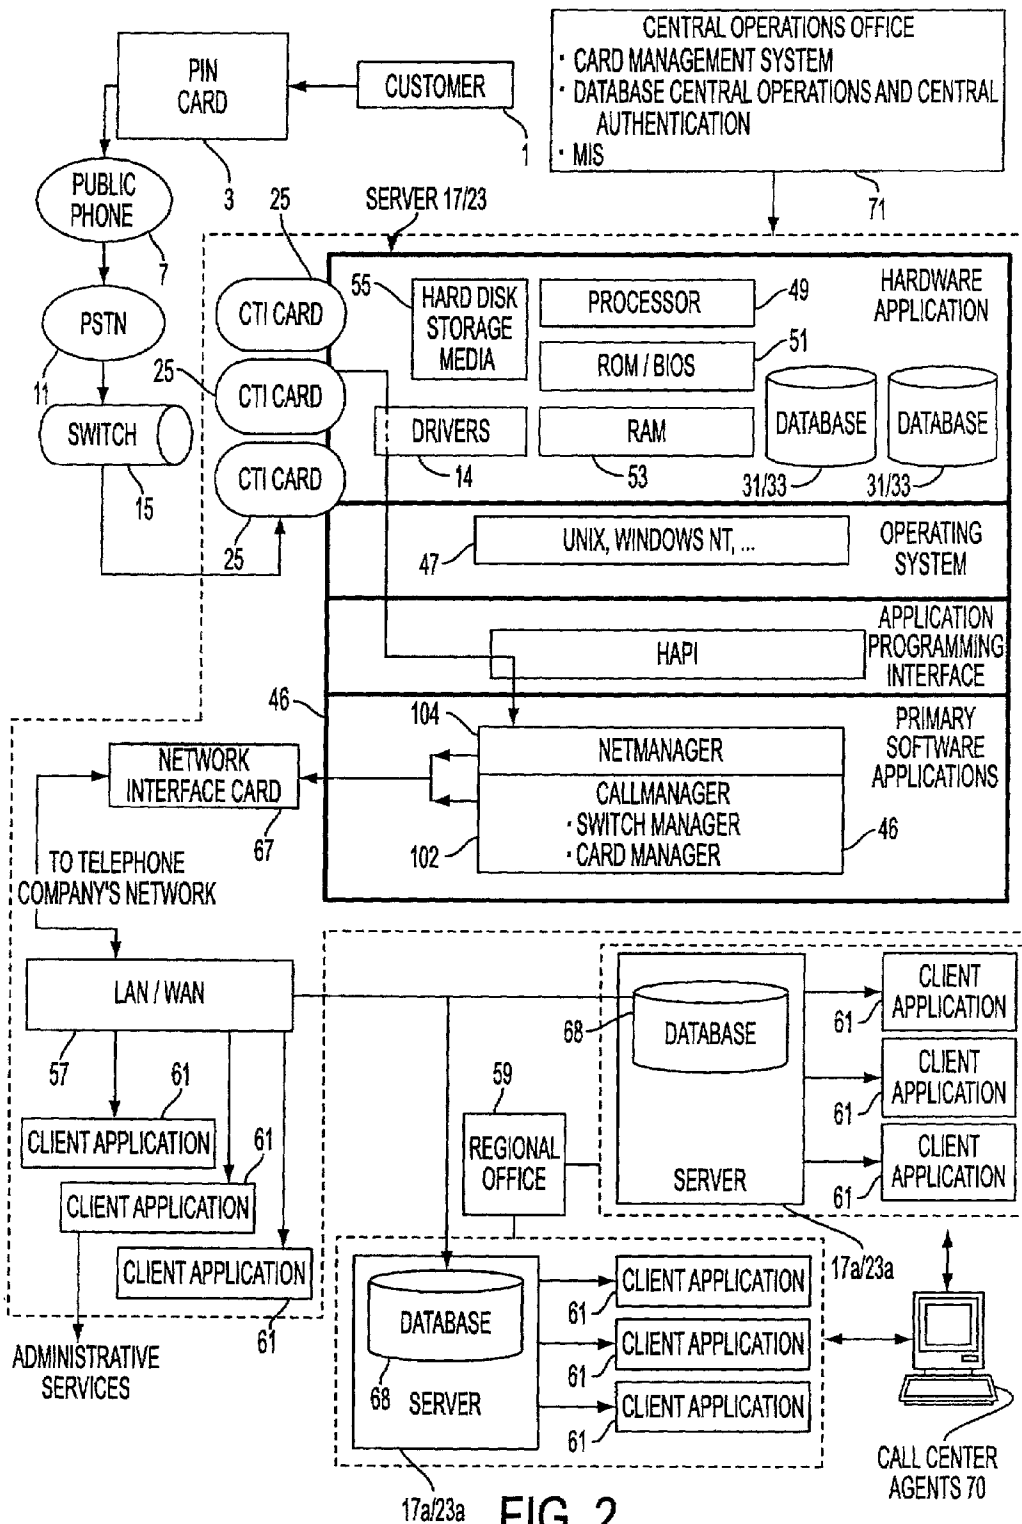 CENTRAL OPERATIONS OFFICE
· CARD MANAGEMENT SYSTEM
· DATABASE CENTRAL OPERATIONS AND CENTRAL
AUTHENTICATION
· MIS
71
PIN
CARD
3
CUSTOMER
1
PUBLIC
PHONE
7
PSTN
11
SWITCH
15
SERVER 17/23
25
CTI CARD
25
CTI CARD
CTI CARD
25
HARDWARE
APPLICATION
55
HARD DISK
STORAGE
MEDIA
PROCESSOR
49
ROM / BIOS
51
DRIVERS
14
RAM
53
DATABASE
31/33
DATABASE
31/33
47
UNIX, WINDOWS NT, ...
OPERATING
SYSTEM
HAPI
APPLICATION
PROGRAMMING
INTERFACE
46
104
NETMANAGER
CALLMANAGER
· SWITCH MANAGER
· CARD MANAGER
102
46
PRIMARY
SOFTWARE
APPLICATIONS
NETWORK
INTERFACE CARD
67
TO TELEPHONE
COMPANY'S NETWORK
LAN / WAN
57
61
CLIENT APPLICATION
61
CLIENT APPLICATION
CLIENT APPLICATION
61
ADMINISTRATIVE
SERVICES
59
REGIONAL
OFFICE
68
DATABASE
SERVER
17a/23a
CLIENT
APPLICATION
61
CLIENT
APPLICATION
61
CLIENT
APPLICATION
61
DATABASE
68
SERVER
17a/23a
CLIENT APPLICATION
61
CLIENT APPLICATION
61
CLIENT APPLICATION
61
CALL CENTER
AGENTS 70
FIG. 2